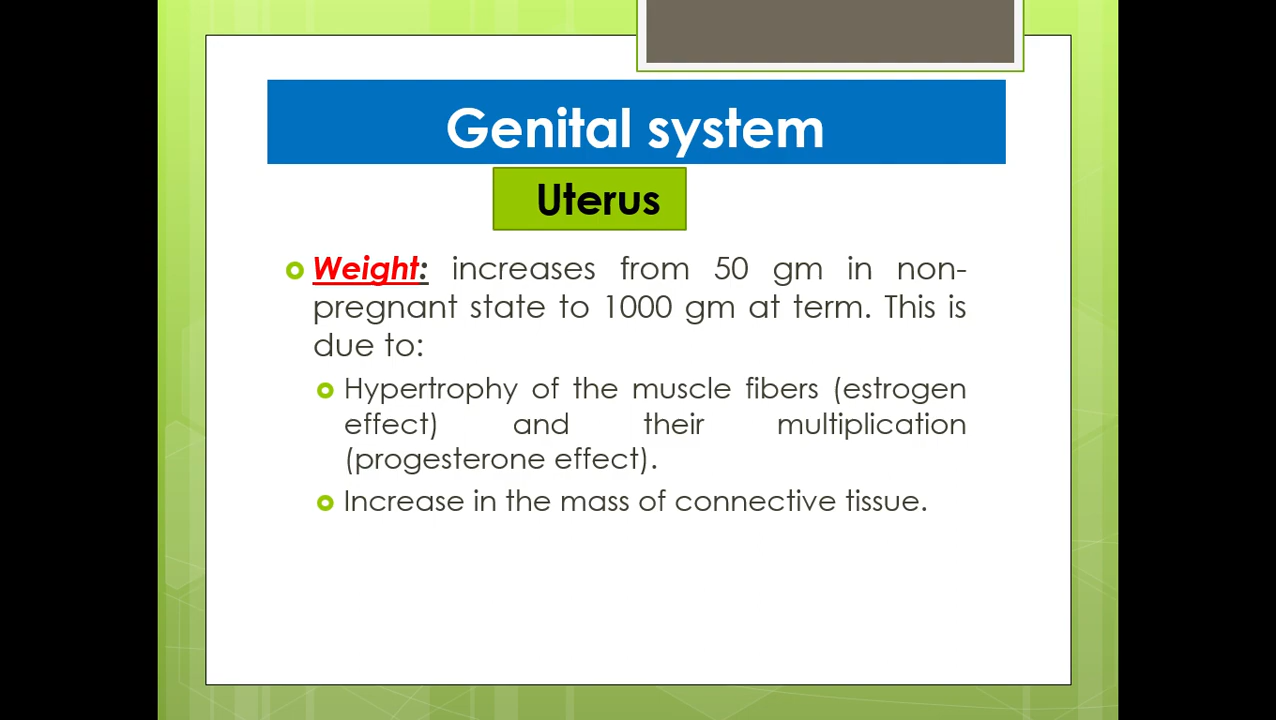 Genital system
Uterus
Weight: increases from 50 gm in non-
pregnant state to 1000 gm at term. This is
due to:
Hypertrophy of the muscle fibers (estrogen
effect) and their multiplication
(progesterone effect).
Increase in the mass of connective tissue.